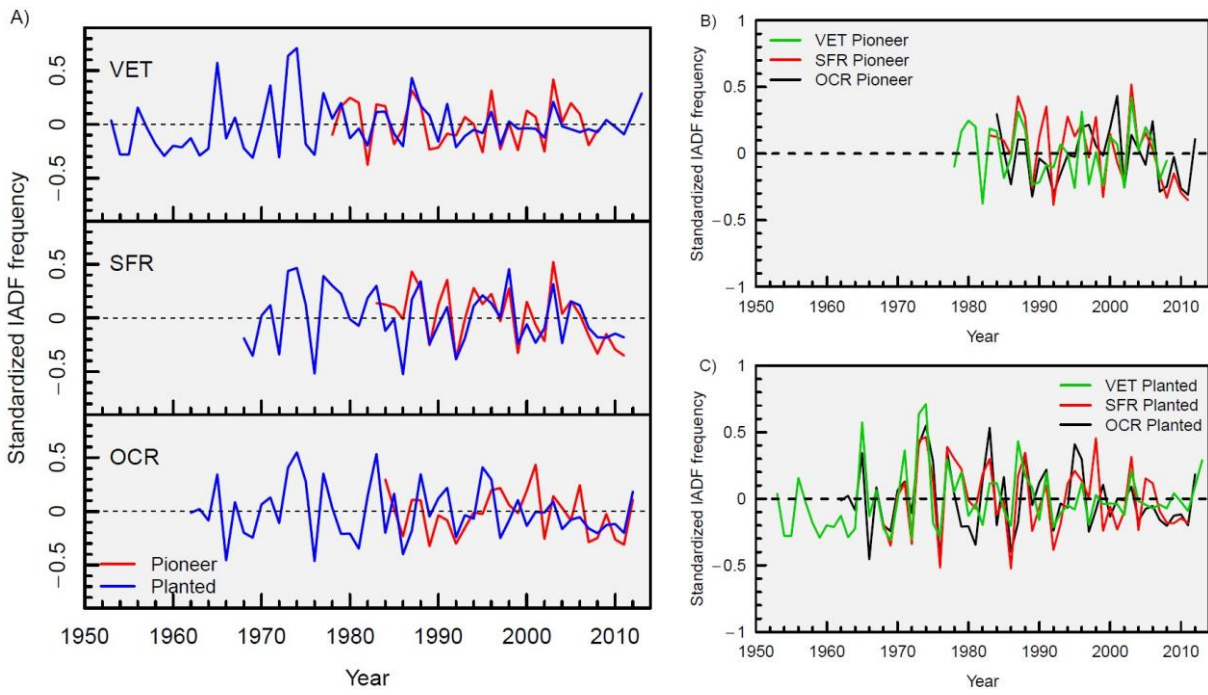 A)
Standardized IADF frequency
VET
0.5
0
−0.5
SFR
0.5
0
−0.5
OCR
0.5
0
−0.5
Pioneer
Planted
1950 1960 1970 1980 1990 2000 2010
Year
B)
Standardized IADF frequency
1
0.5
0
−0.5
−1
VET Pioneer
SFR Pioneer
OCR Pioneer
1950 1960 1970 1980 1990 2000 2010
Year
C)
Standardized IADF frequency
1
0.5
0
−0.5
−1
VET Planted
SFR Planted
OCR Planted
1950 1960 1970 1980 1990 2000 2010
Year